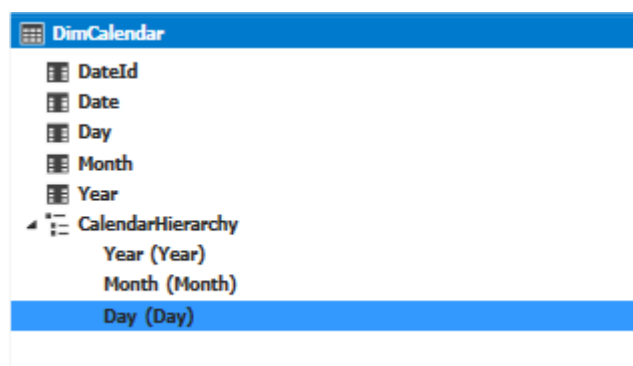 DimCalendar
DateId
Date
Day
Month
Year
CalendarHierarchy
Year (Year)
Month (Month)
Day (Day)